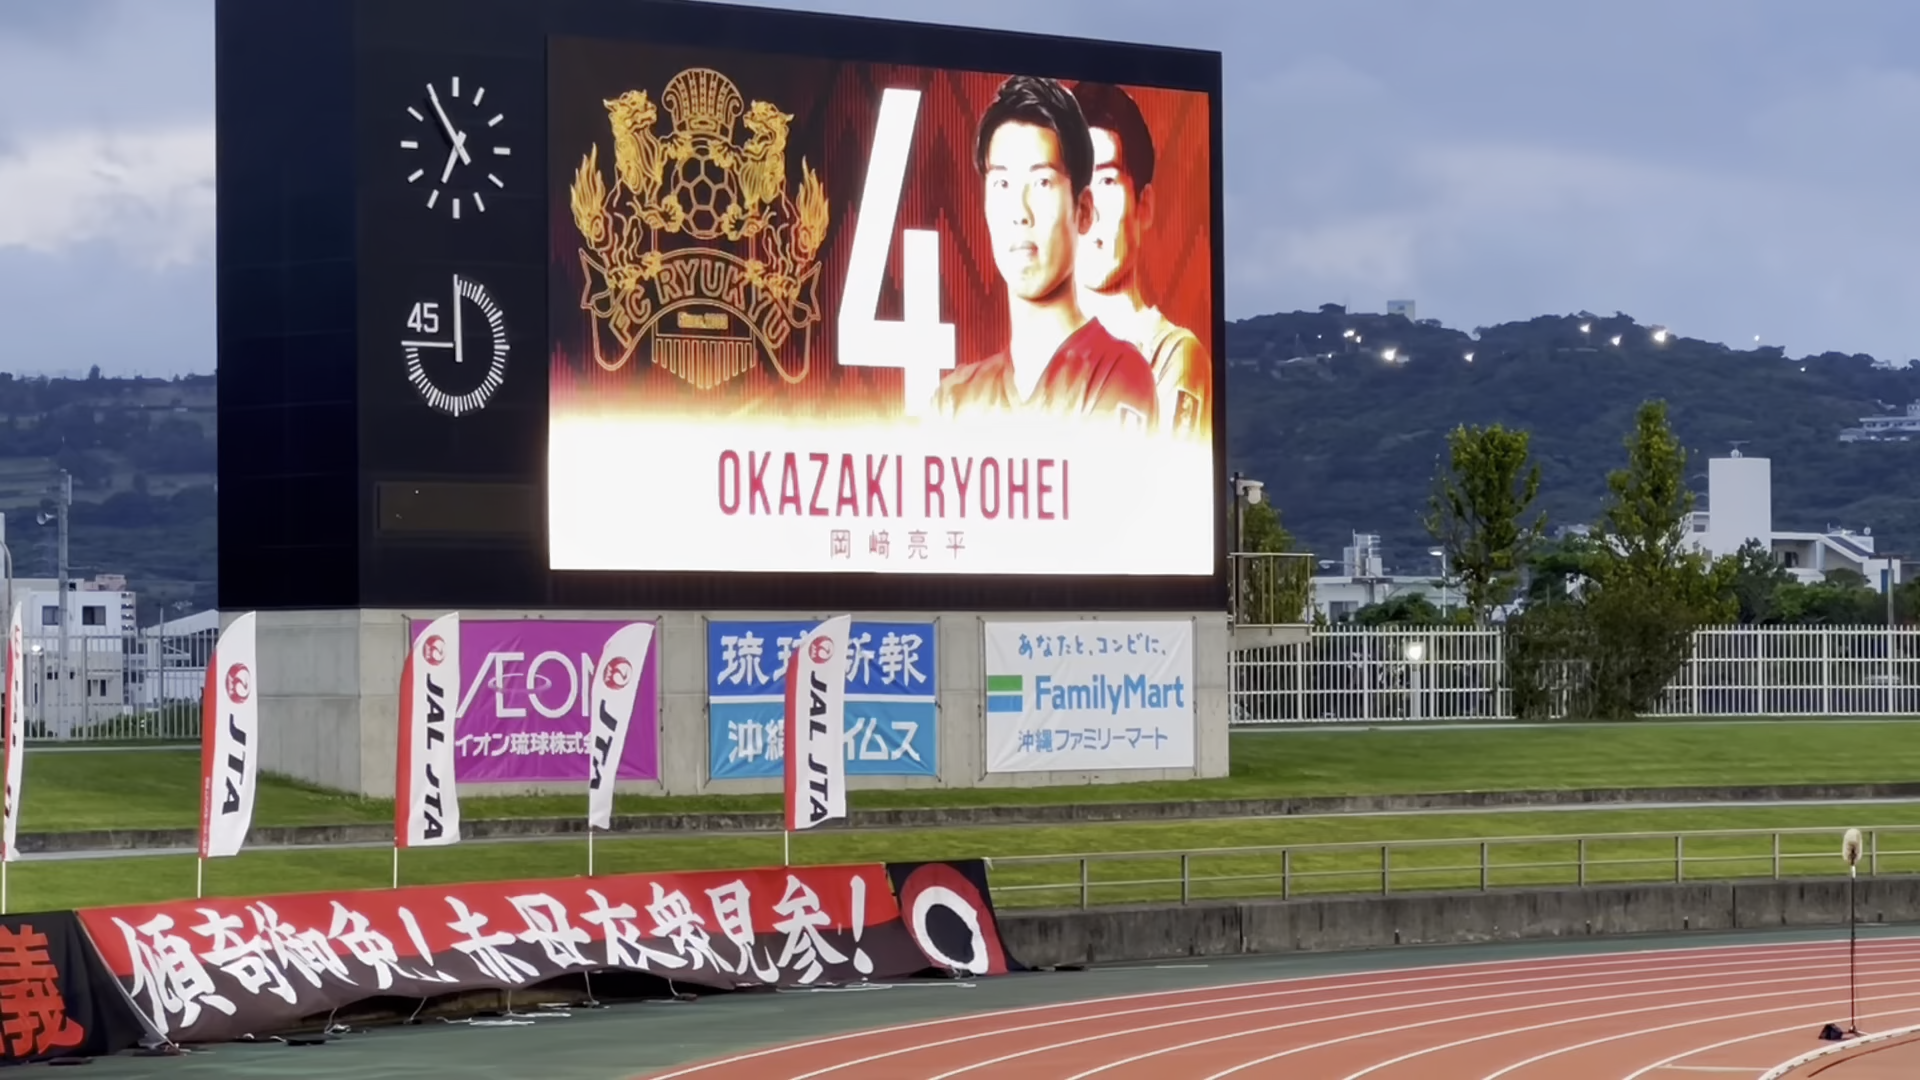 FC RYUKYU
4
45
OKAZAKI RYOHEI
岡﨑亮平
JTA
JAL JTA
JTA
JAL JTA
ÆON
イオン琉球株式会
琉球新報
沖縄タイムス
あなたと、コンビに、
FamilyMart
沖縄ファミリーマート
傾奇御免!赤母衣衆見参!
義